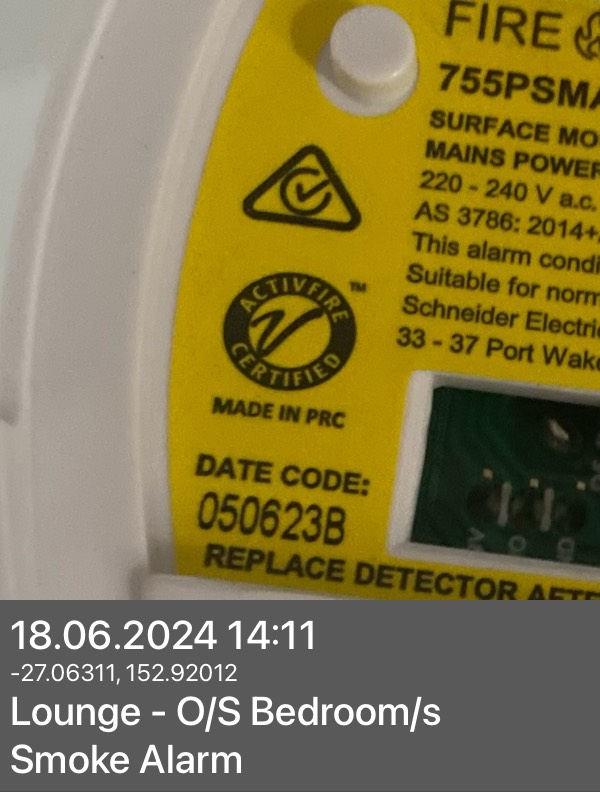 FIRE
755PSMA
SURFACE MO
MAINS POWER
220 - 240 V a.c.
AS 3786: 2014+
This alarm condi
Suitable for norm
Schneider Electri
33 - 37 Port Wak
ACTIVFIRE ™
CERTIFIED
MADE IN PRC
DATE CODE:
050623B
REPLACE DETECTOR AFTE
18.06.2024 14:11
-27.06311, 152.92012
Lounge - O/S Bedroom/s
Smoke Alarm